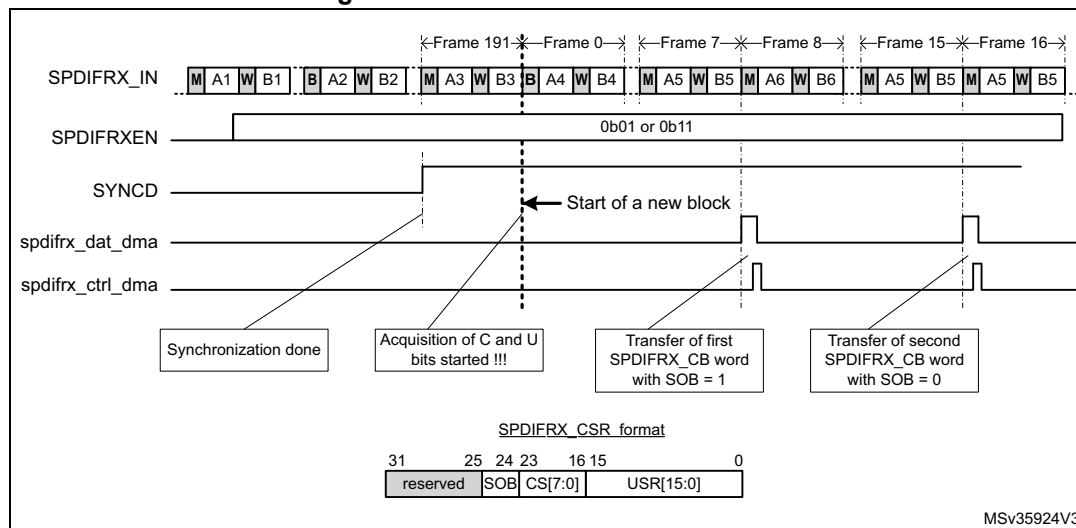 Frame 191 Frame 0 Frame 7 Frame 8 Frame 15 Frame 16
SPDIFRX_IN M A1 W B1 B A2 W B2 M A3 W B3 B A4 W B4 M A5 W B5 M A6 W B6 M A5 W B5 M A5 W B5
SPDIFRXEN 0b01 or 0b11
SYNCD
Start of a new block
spdifrx_dat_dma
spdifrx_ctrl_dma
Synchronization done
Acquisition of C and U
bits started !!!
Transfer of first
SPDIFRX_CB word
with SOB = 1
Transfer of second
SPDIFRX_CB word
with SOB = 0
SPDIFRX_CSR format
31 25 24 23 16 15 0
reserved SOB CS[7:0] USR[15:0]
MSv35924V3